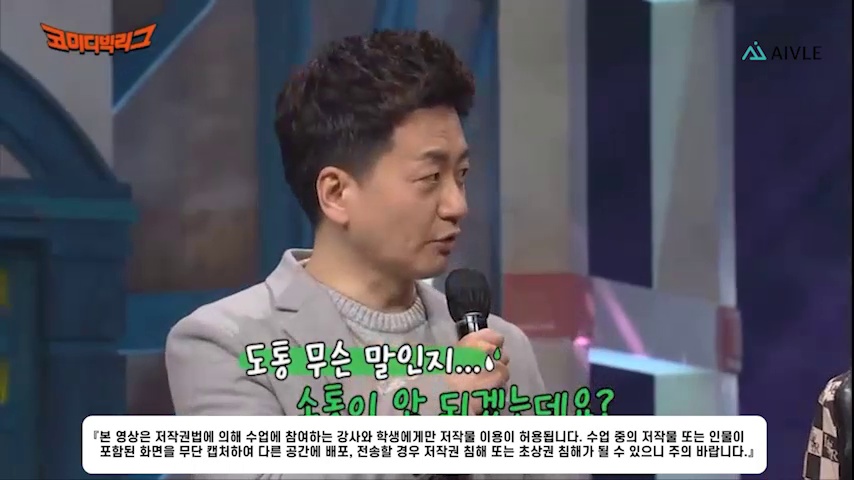 코미디빅리그
AIVLE
도통 무슨 말인지...
소통이 안 되겠는데요?
『본 영상은 저작권법에 의해 수업에 참여하는 강사와 학생에게만 저작물 이용이 허용됩니다. 수업 중의 저작물 또는 인물이
포함된 화면을 무단 캡처하여 다른 공간에 배포, 전송할 경우 저작권 침해 또는 초상권 침해가 될 수 있으니 주의 바랍니다.』